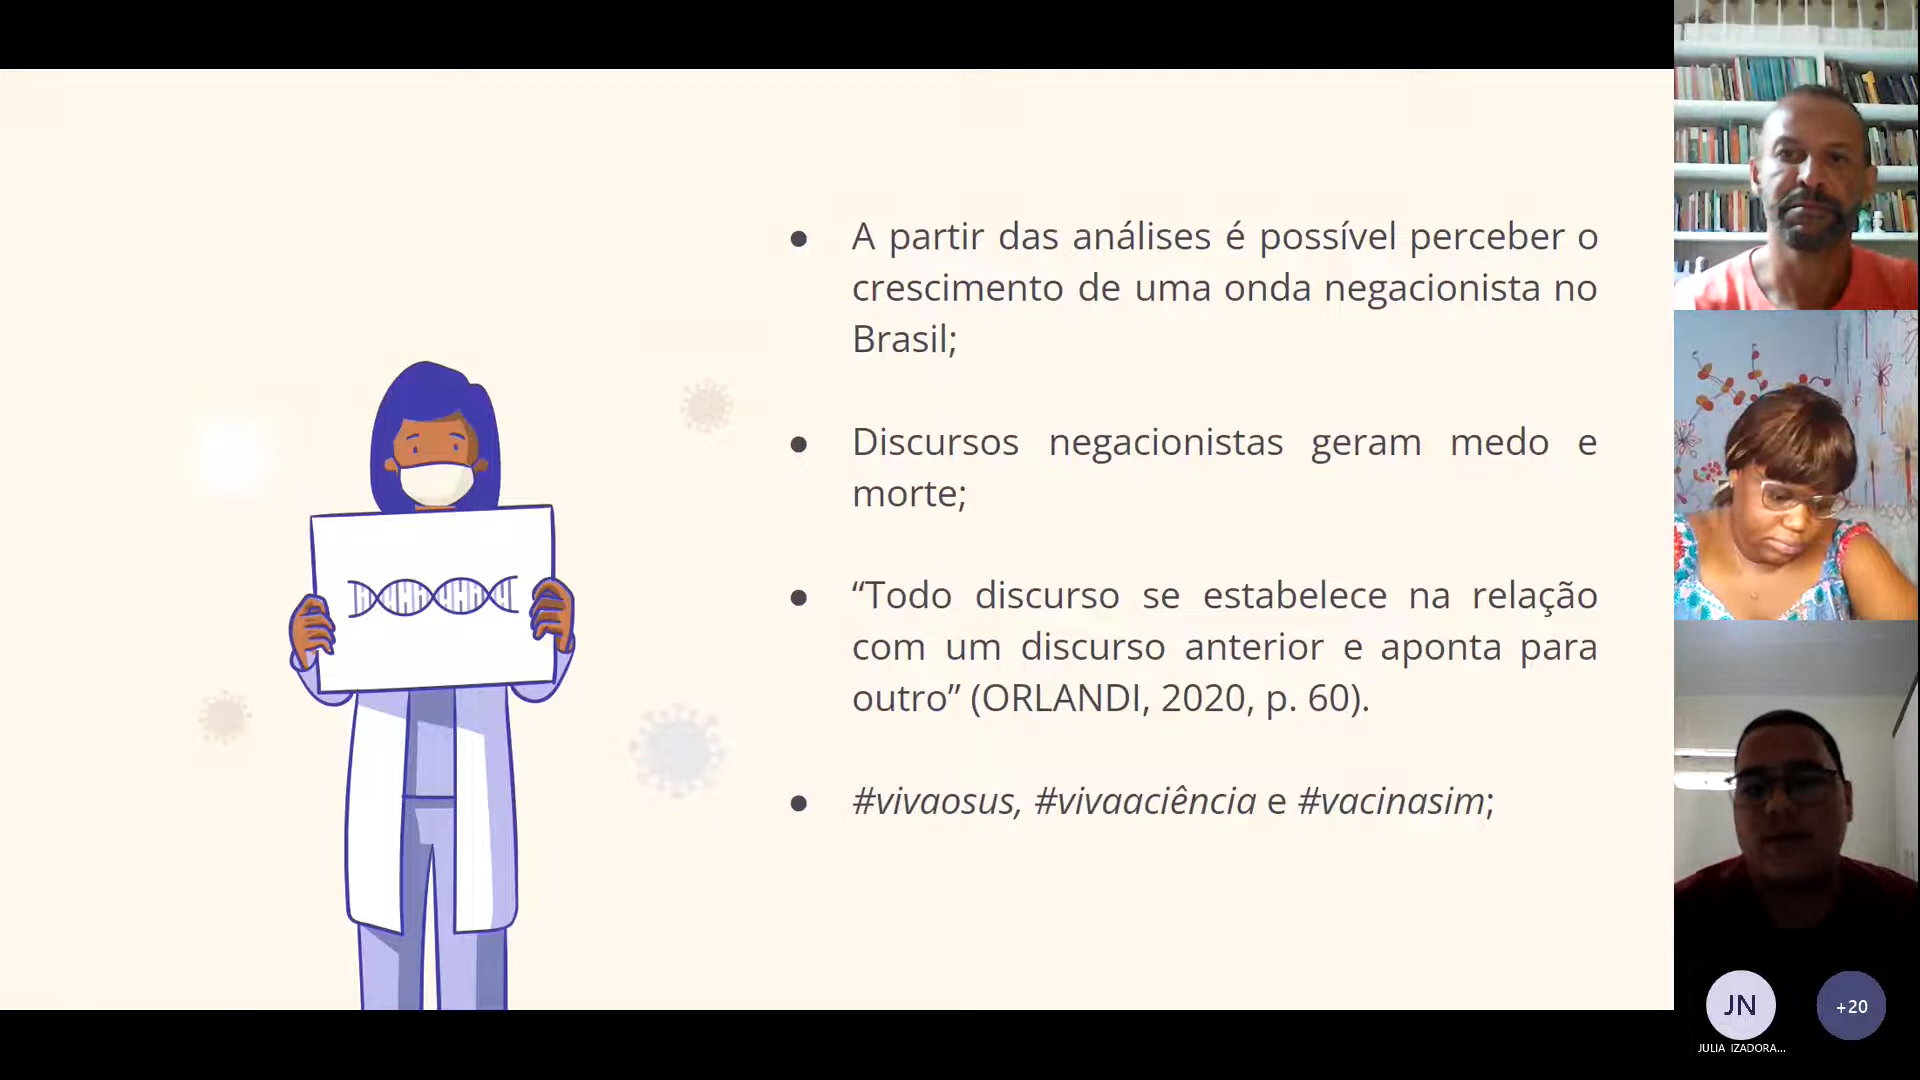 ● A partir das análises é possível perceber o
crescimento de uma onda negacionista no
Brasil;
● Discursos negacionistas geram medo e
morte;
● “Todo discurso se estabelece na relação
com um discurso anterior e aponta para
outro” (ORLANDI, 2020, p. 60).
● #vivaosus, #vivaaciência e #vacinasim;
JN
+20
JULIA IZADORA...